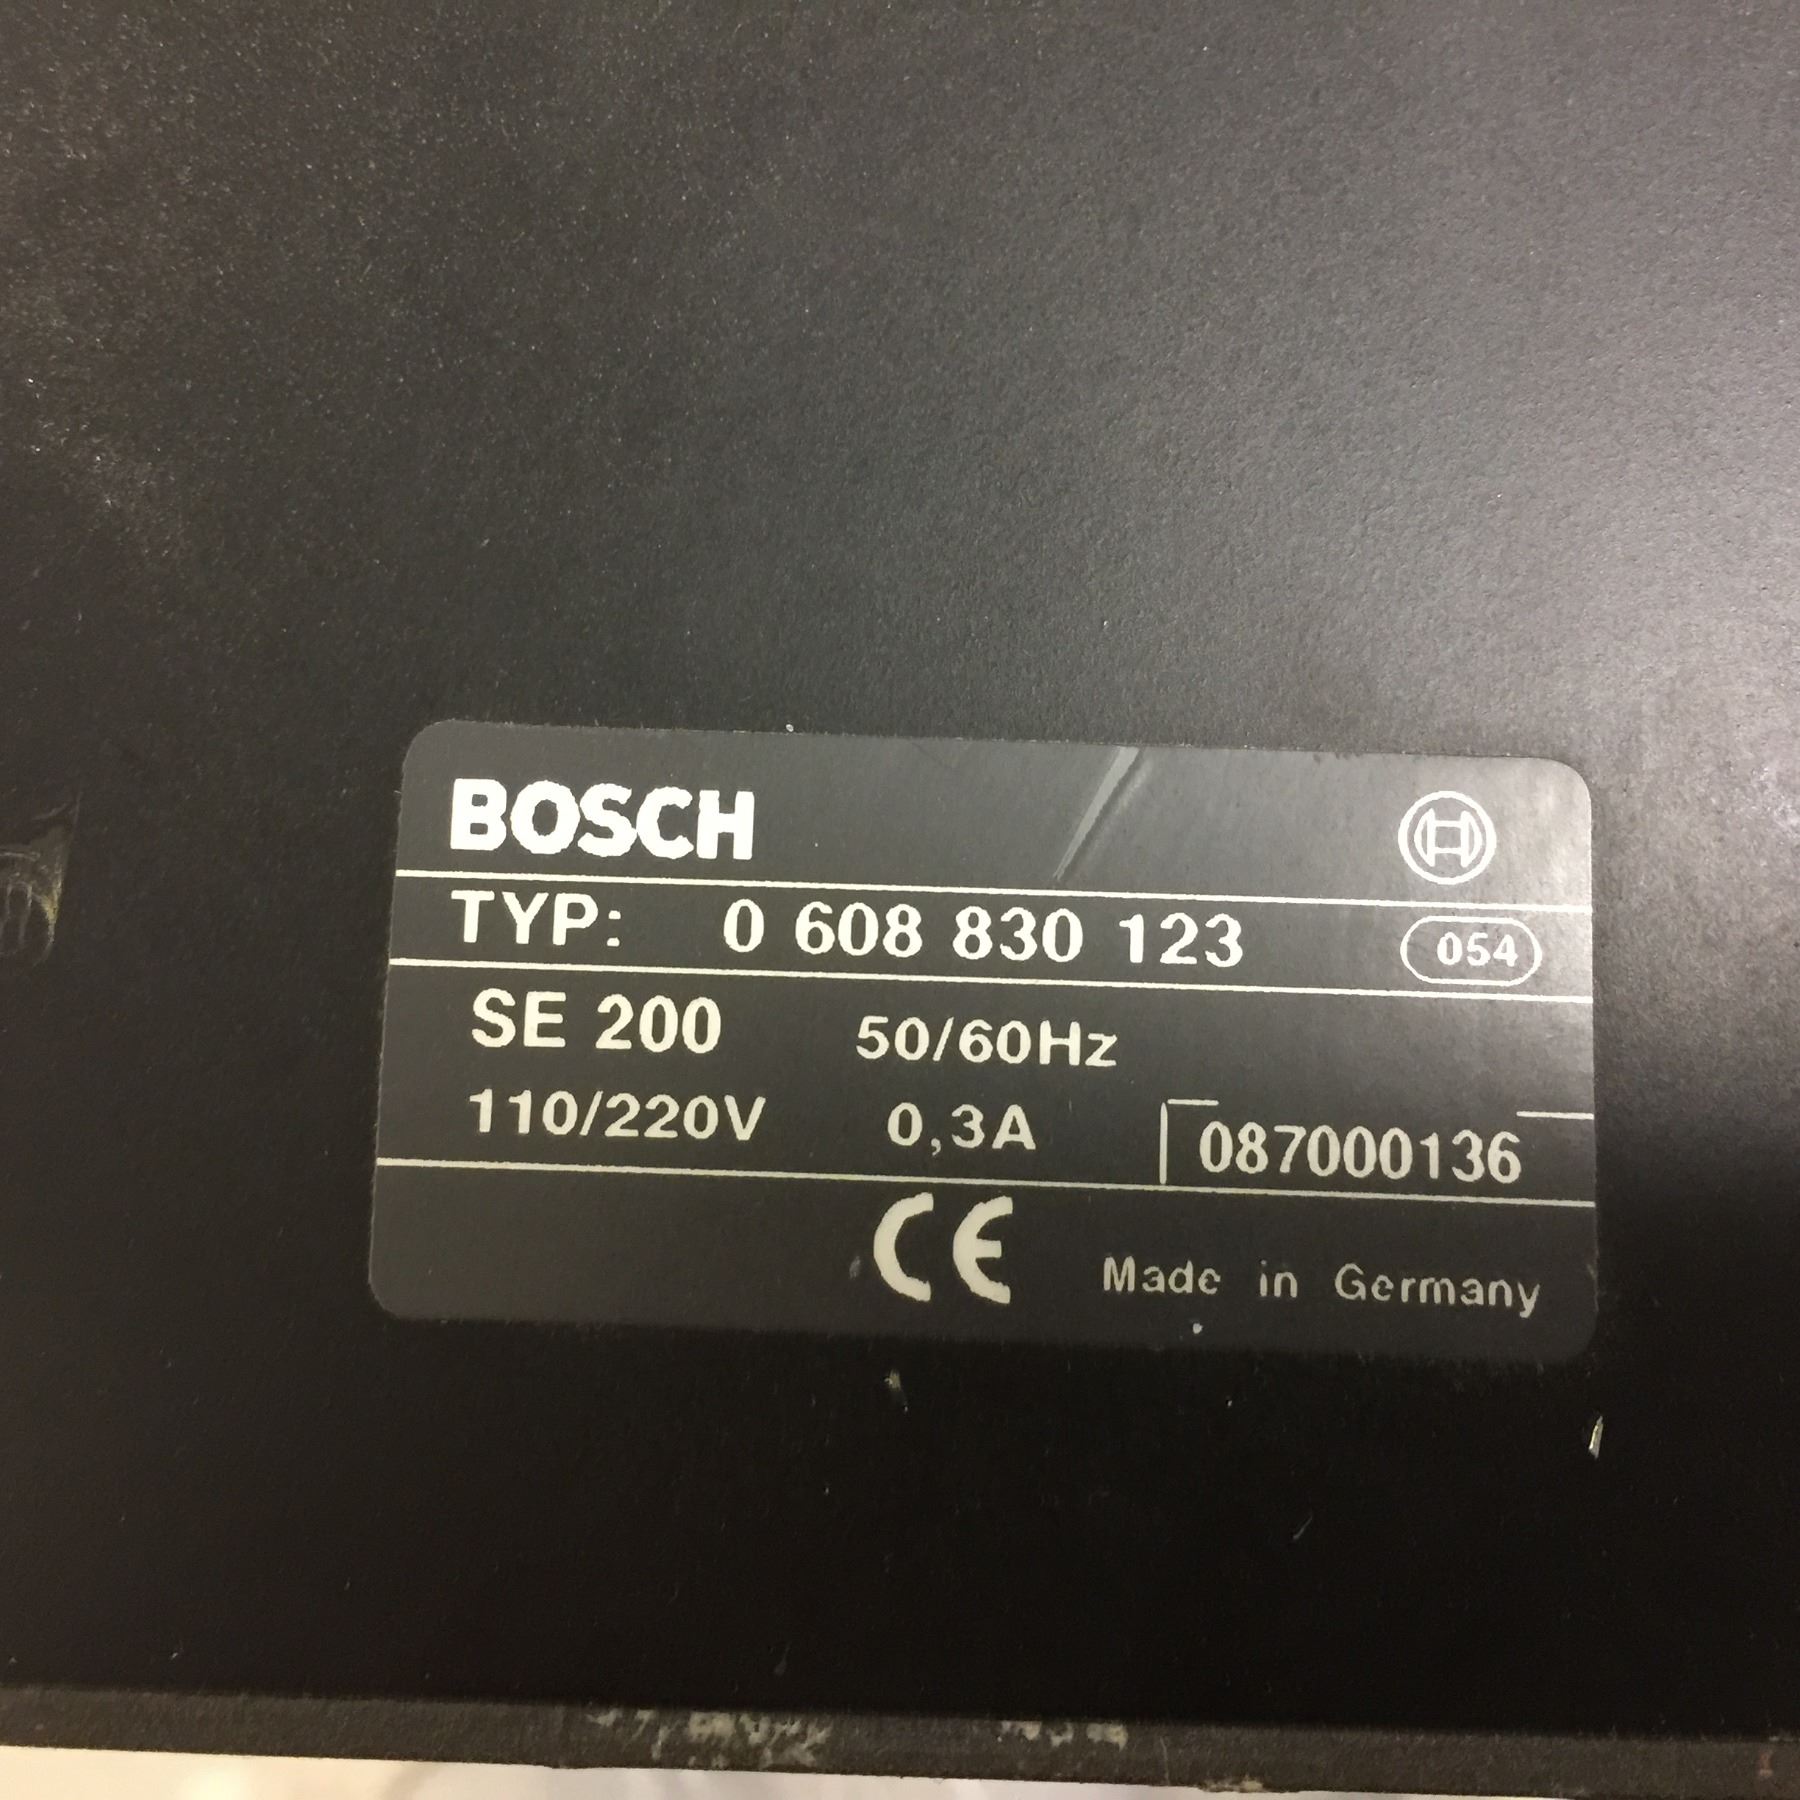 BOSCH
TYP: 0 608 830 123 054
SE 200 50/60Hz
110/220V 0,3A 087000136
CE Made in Germany